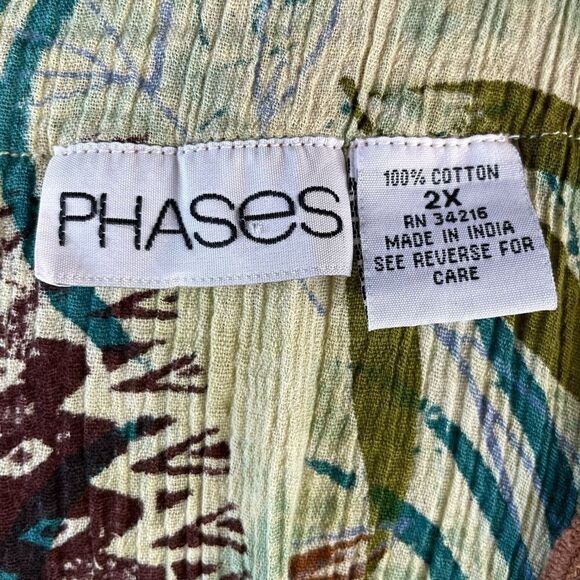 PHASes
100% COTTON
2X
RN 34216
MADE IN INDIA
SEE REVERSE FOR
CARE